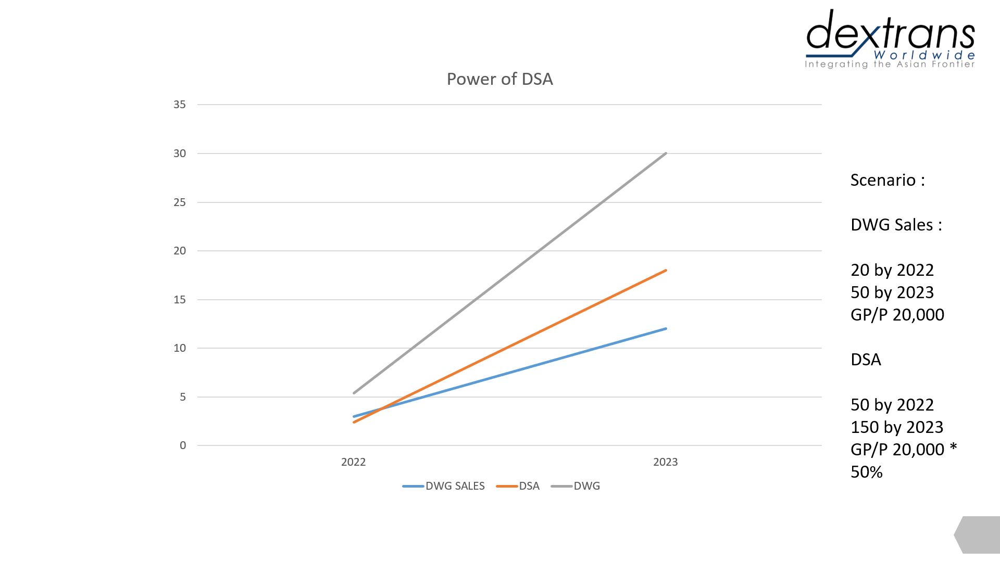 dextrans
Worldwide
Integrating the Asian Frontier
Power of DSA
35
30
25
20
15
10
5
0
2022
2023
DWG SALES
DSA
DWG
Scenario :
DWG Sales :
20 by 2022
50 by 2023
GP/P 20,000
DSA
50 by 2022
150 by 2023
GP/P 20,000 *
50%